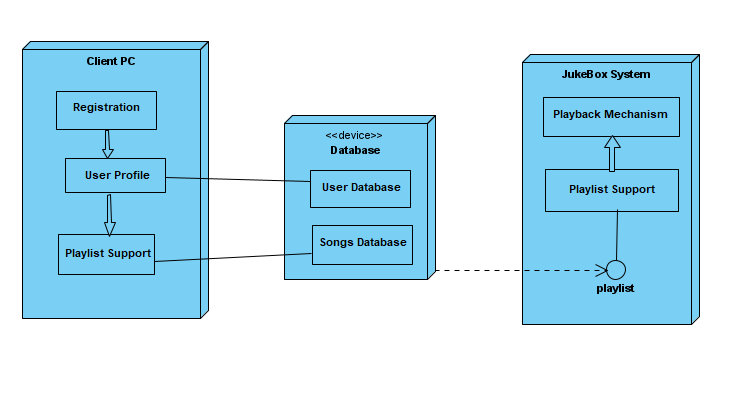 Client PC
Registration
User Profile
Playlist Support
<<device>>
Database
User Database
Songs Database
JukeBox System
Playback Mechanism
Playlist Support
playlist